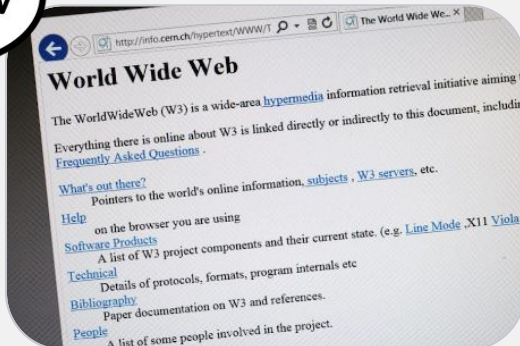 http://info.cern.ch/hypertext/WWW/T
The World Wide We...
World Wide Web
The WorldWideWeb (W3) is a wide-area hypermedia information retrieval initiative aiming
Everything there is online about W3 is linked directly or indirectly to this document, includin
Frequently Asked Questions .
What's out there?
Pointers to the world's online information, subjects , W3 servers, etc.
Help
on the browser you are using
Software Products
A list of W3 project components and their current state. (e.g. Line Mode ,X11 Viola
Technical
Details of protocols, formats, program internals etc
Bibliography
Paper documentation on W3 and references.
People
A list of some people involved in the project.